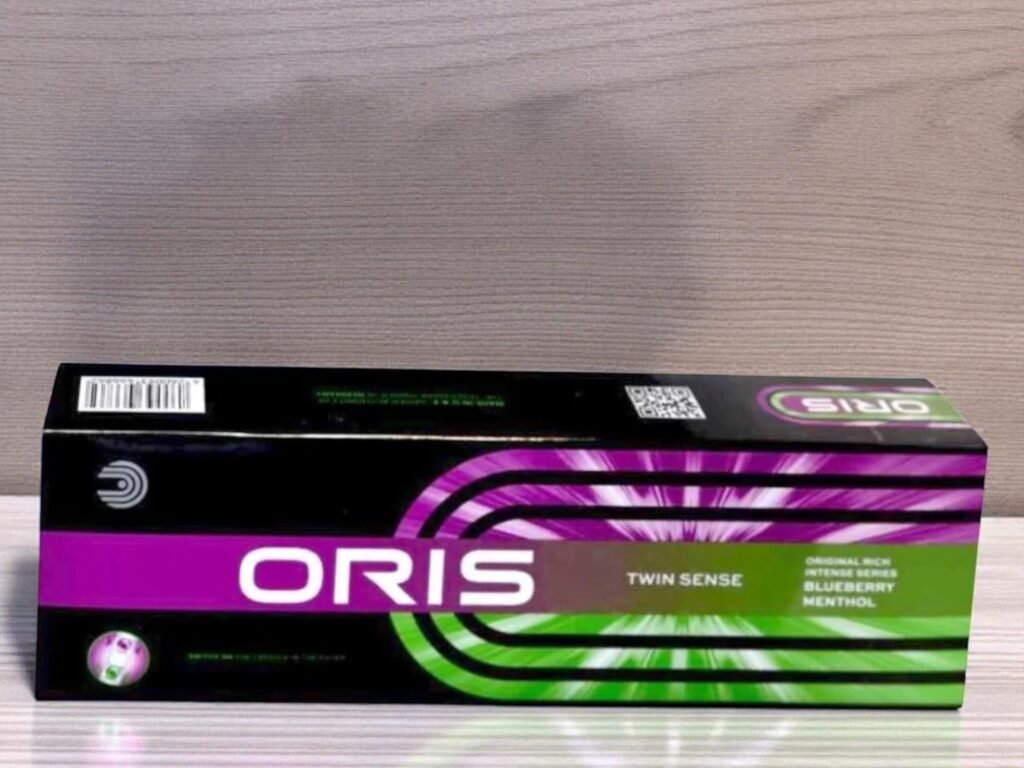 ORIS
ORIS
TWIN SENSE
ORIGINAL RICH
INTENSE SERIES
BLUEBERRY
MENTHOL